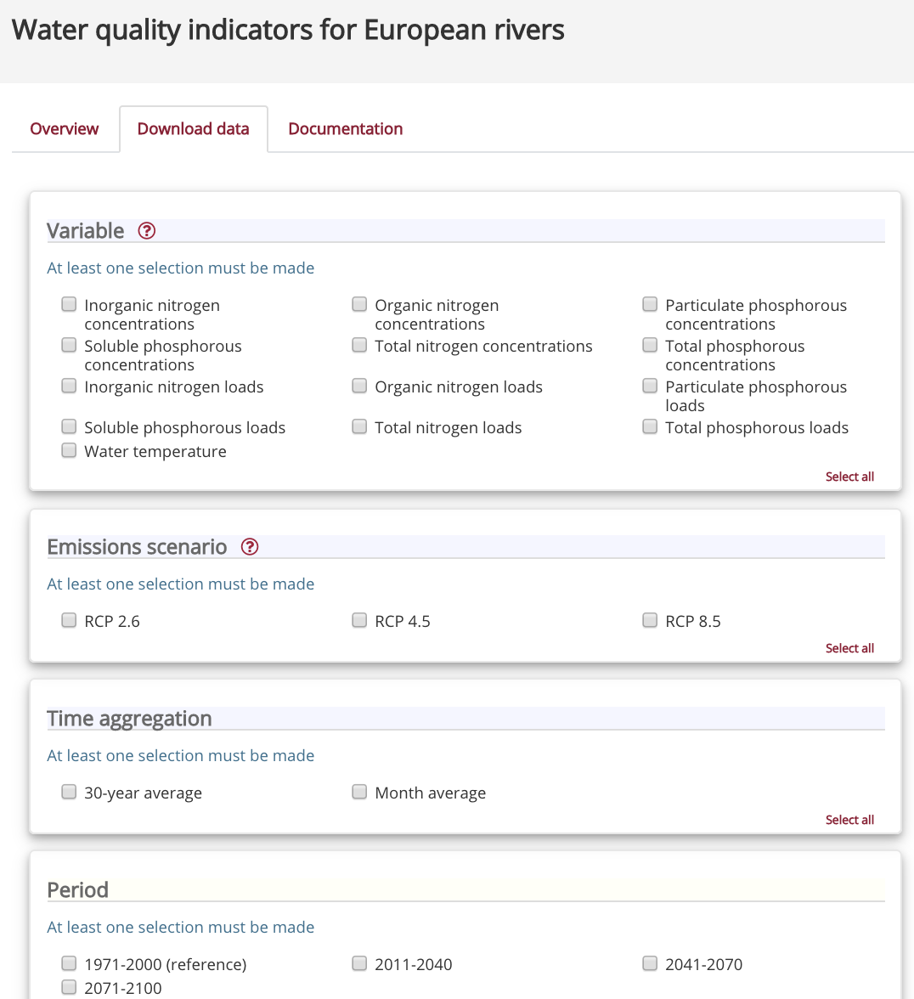 Water quality indicators for European rivers
Overview
Download data
Documentation
Variable ?
At least one selection must be made
Inorganic nitrogen
concentrations
Organic nitrogen
concentrations
Particulate phosphorous
concentrations
Soluble phosphorous
concentrations
Total nitrogen concentrations
Total phosphorous
concentrations
Inorganic nitrogen loads
Organic nitrogen loads
Particulate phosphorous
loads
Soluble phosphorous loads
Total nitrogen loads
Total phosphorous loads
Water temperature
Select all
Emissions scenario ?
At least one selection must be made
RCP 2.6
RCP 4.5
RCP 8.5
Select all
Time aggregation
At least one selection must be made
30-year average
Month average
Select all
Period
At least one selection must be made
1971-2000 (reference)
2011-2040
2041-2070
2071-2100